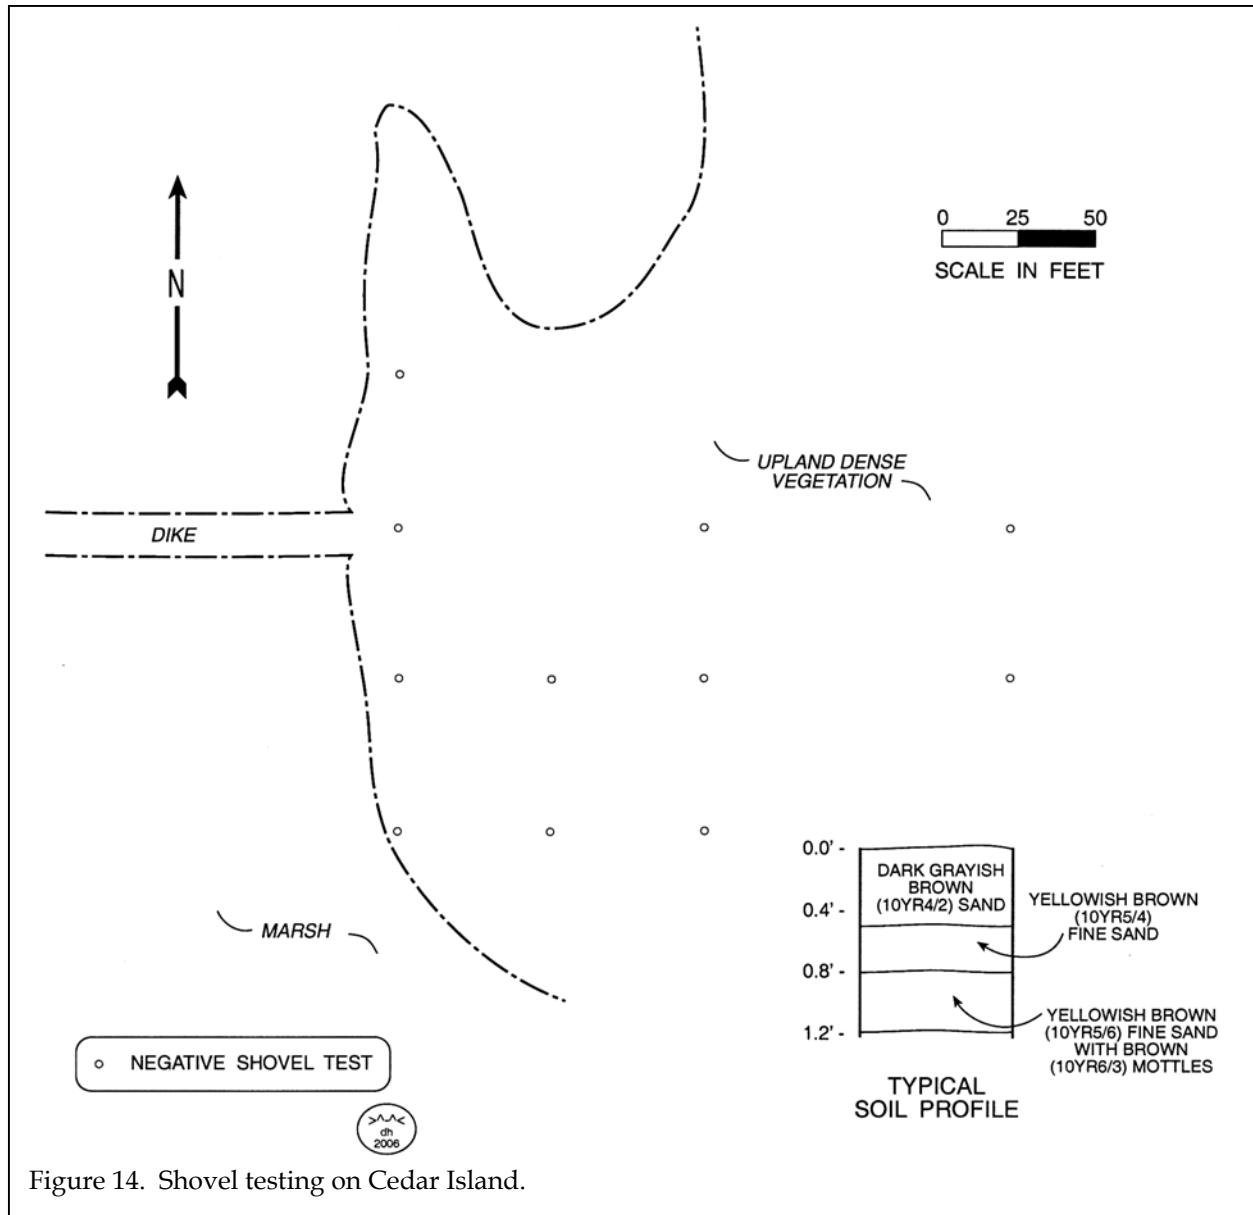 0 25 50
SCALE IN FEET
N
UPLAND DENSE
VEGETATION
DIKE
0.0' -
DARK GRAYISH
BROWN
(10YR4/2) SAND
0.4' -
YELLOWISH BROWN
(10YR5/4)
FINE SAND
0.8' -
1.2' -
YELLOWISH BROWN
(10YR5/6) FINE SAND
WITH BROWN
(10YR6/3) MOTTLES
MARSH
TYPICAL
SOIL PROFILE
NEGATIVE SHOVEL TEST
>^-^<
dh
2006
Figure 14. Shovel testing on Cedar Island.